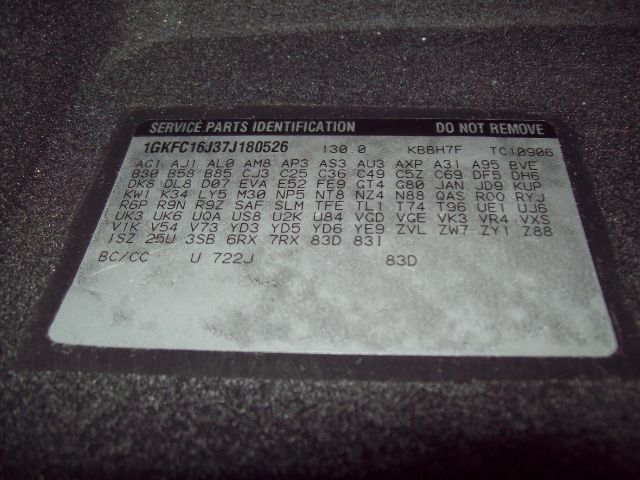 SERVICE PARTS IDENTIFICATION DO NOT REMOVE
1GKFC16J37J180526 130 0 KBBH7F TC10906
AC1 AJ1 AL0 AM8 AP3 AS3 AU3 AXP A31 A95 BVE
B30 B58 B85 CJ3 C25 C36 C49 C5Z C69 DF5 DH6
DK8 DL8 D07 EVA E52 FE9 GT4 G80 JAN JD9 KUP
KW1 K34 LY5 M30 NP5 NT8 NZ4 N88 QAS R00 RYJ
R6P R9N R9Z SAF SLM TFE TL1 T74 T96 UE1 UJ6
UK3 UK6 UQA US8 U2K U84 VGD VGE VK3 VR4 VXS
V1K V54 V73 YD3 YD5 YD6 YE9 ZVL ZW7 ZY1 Z88
1SZ 25U 3SB 6RX 7RX 83D 83I
BC/CC U 722J 83D